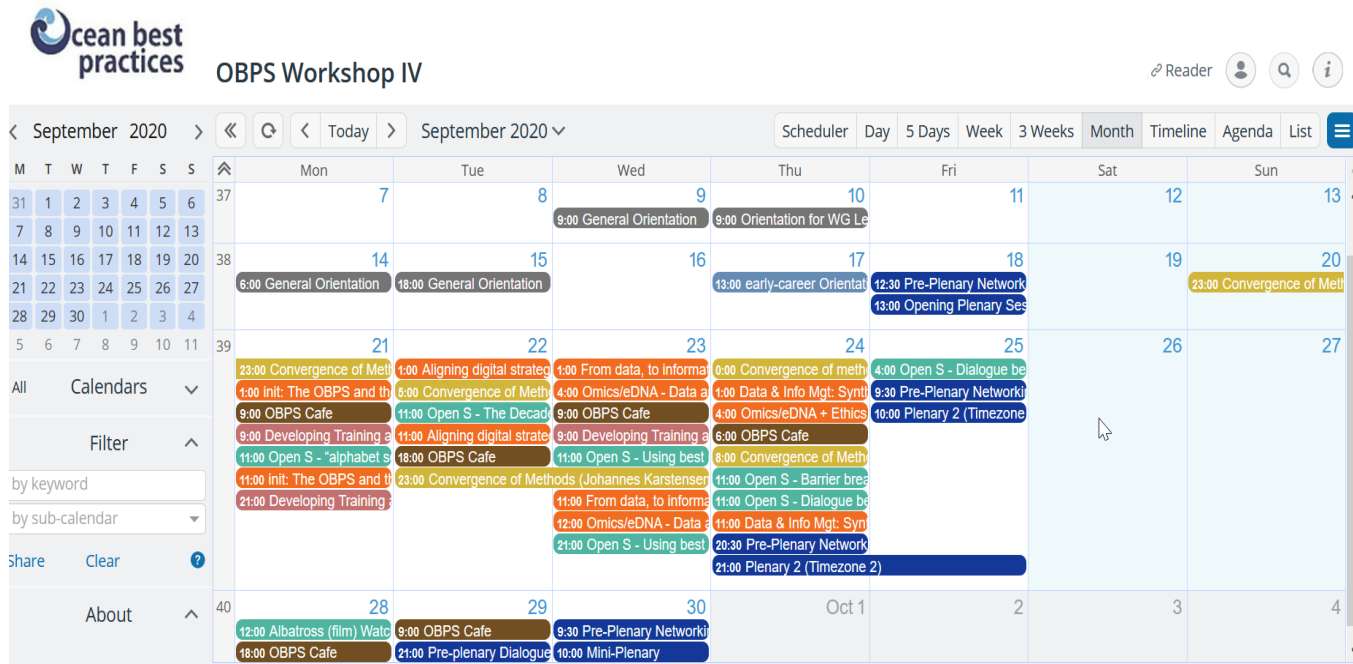 Ocean best
practices
OBPS Workshop IV
Reader
September 2020
Today
September 2020
Scheduler Day 5 Days Week 3 Weeks Month Timeline Agenda List
M T W T F S S
31 1 2 3 4 5 6
7 8 9 10 11 12 13
14 15 16 17 18 19 20
21 22 23 24 25 26 27
28 29 30 1 2 3 4
5 6 7 8 9 10 11
All Calendars
Filter
by keyword
by sub-calendar
Share Clear ?
About
Mon Tue Wed Thu Fri Sat Sun
37 7 8 9 10 11 12 13
9:00 General Orientation
9:00 Orientation for WG Le
38 14 15 16 17 18 19 20
6:00 General Orientation
18:00 General Orientation
13:00 early-career Orientat
12:30 Pre-Plenary Network
13:00 Opening Plenary Ses
23:00 Convergence of Meth
39 21 22 23 24 25 26 27
23:00 Convergence of Meth
1:00 init: The OBPS and th
9:00 OBPS Cafe
9:00 Developing Training a
11:00 Open S - "alphabet s
11:00 init: The OBPS and th
21:00 Developing Training
1:00 Aligning digital strateg
5:00 Convergence of Meth
11:00 Open S - The Decad
11:00 Aligning digital strate
18:00 OBPS Cafe
23:00 Convergence of Methods (Johannes Karstensen
1:00 From data, to informa
4:00 Omics/eDNA - Data a
9:00 OBPS Cafe
9:00 Developing Training a
11:00 Open S - Using best
11:00 From data, to informa
12:00 Omics/eDNA - Data a
21:00 Open S - Using best
0:00 Convergence of meth
1:00 Data & Info Mgt: Synth
4:00 Omics/eDNA + Ethics
6:00 OBPS Cafe
8:00 Convergence of Meth
11:00 Open S - Barrier brea
11:00 Open S - Dialogue be
11:00 Data & Info Mgt: Syn
20:30 Pre-Plenary Network
21:00 Plenary 2 (Timezone 2)
4:00 Open S - Dialogue be
9:30 Pre-Plenary Networki
10:00 Plenary 2 (Timezone
40 28 29 30 Oct 1 2 3 4
12:00 Albatross (film) Watc
18:00 OBPS Cafe
9:00 OBPS Cafe
21:00 Pre-plenary Dialogue
9:30 Pre-Plenary Networki
10:00 Mini-Plenary